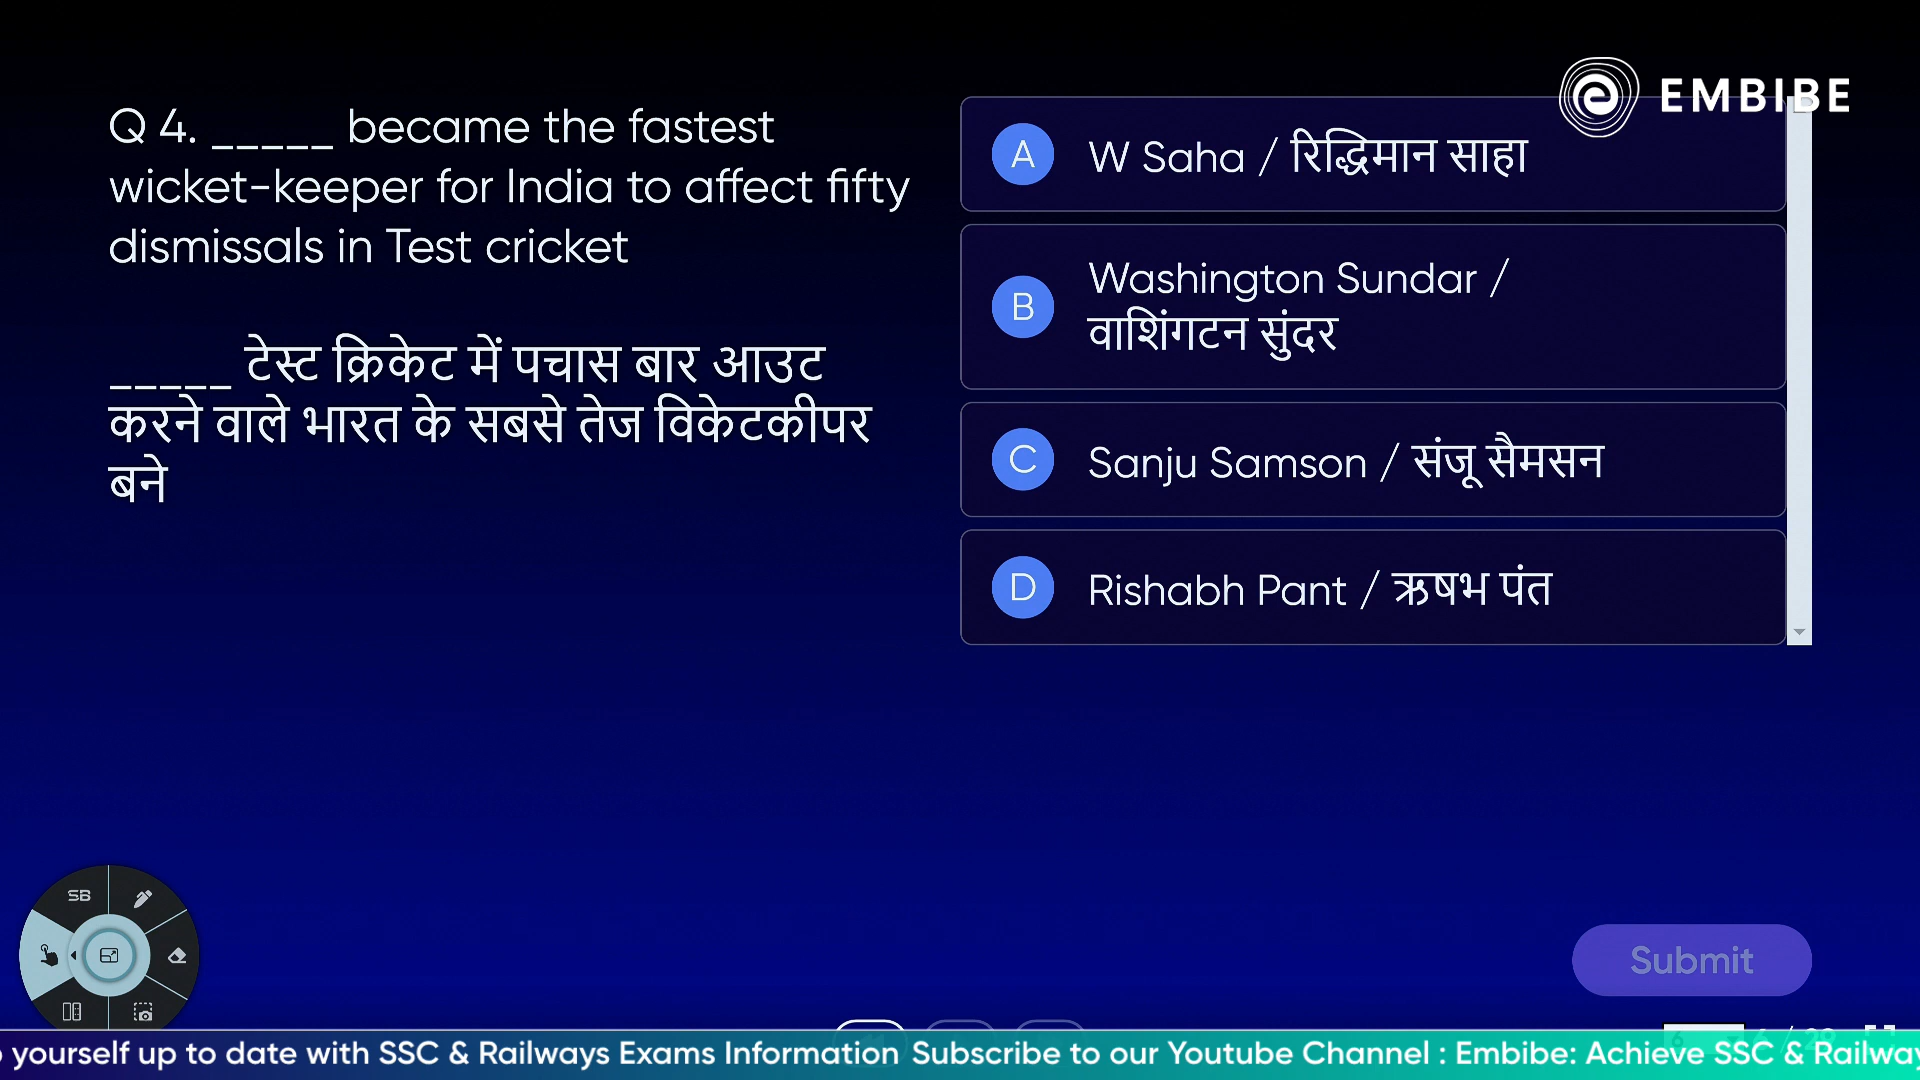 EMBIBE
Q 4. _____ became the fastest
wicket-keeper for India to affect fifty
dismissals in Test cricket
_____ टेस्ट क्रिकेट में पचास बार आउट
करने वाले भारत के सबसे तेज विकेटकीपर
बने
A W Saha / रिद्धिमान साहा
B Washington Sundar /
वाशिंगटन सुंदर
C Sanju Samson / संजू सैमसन
D Rishabh Pant / ऋषभ पंत
SB
Submit
yourself up to date with SSC & Railways Exams Information Subscribe to our Youtube Channel : Embibe: Achieve SSC & Railway